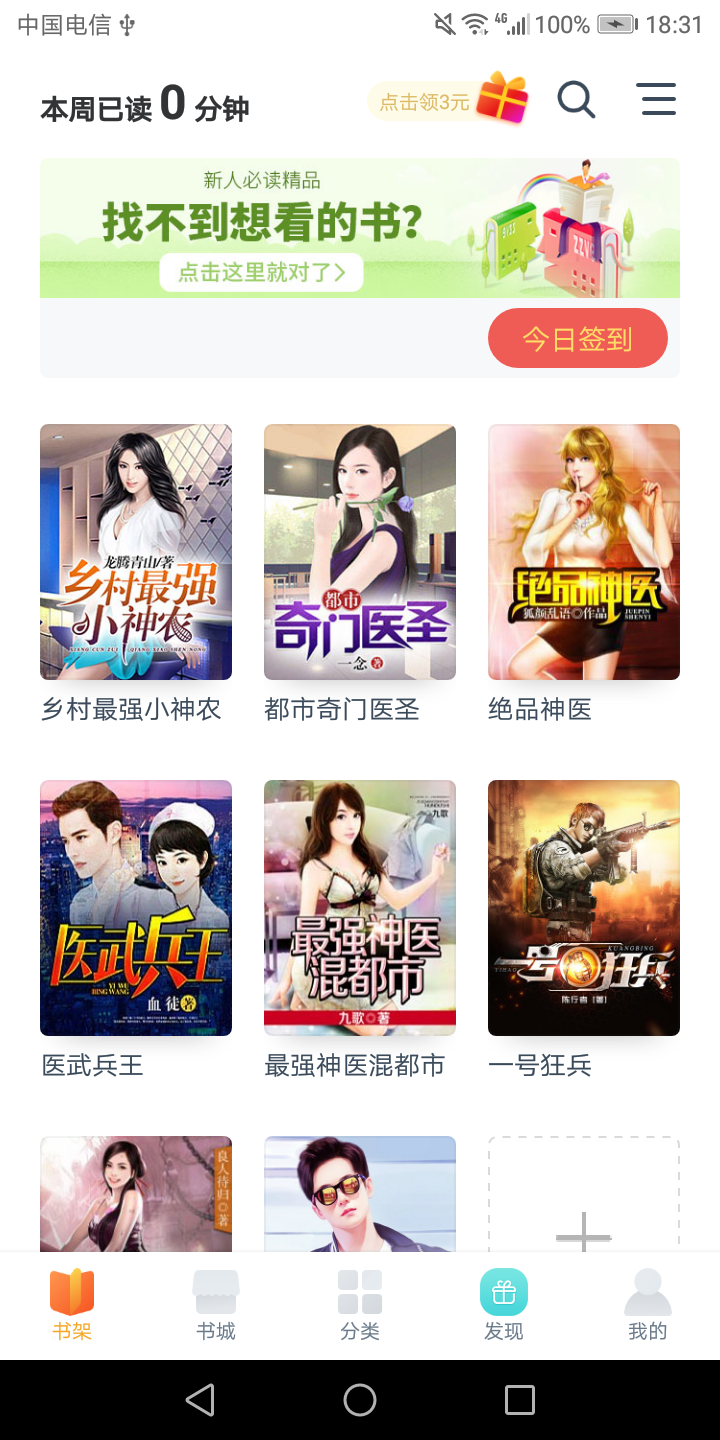 中国电信 4G 100% 18:31
本周已读 0 分钟
点击领3元
新人必读精品
找不到想看的书?
点击这里就对了>
今日签到
龙腾青山/著
乡村最强
小神农
都市
奇门医圣
一念 著
绝品神医
狐颜乱语◎作品
JUEPIN
SHENYI
乡村最强小神农
都市奇门医圣
绝品神医
医武兵王
YI WU
BING WANG
血徒 著
九歌
最强神医
混都市
九歌◎著
KUANGBING
YIHAO
一号狂兵
陈行者【著】
医武兵王
最强神医混都市
一号狂兵
良人待归◎著
书架
书城
分类
发现
我的